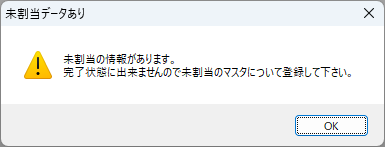 未割当データあり
未割当の情報があります。
完了状態に出来ませんので未割当のマスタについて登録して下さい。
OK